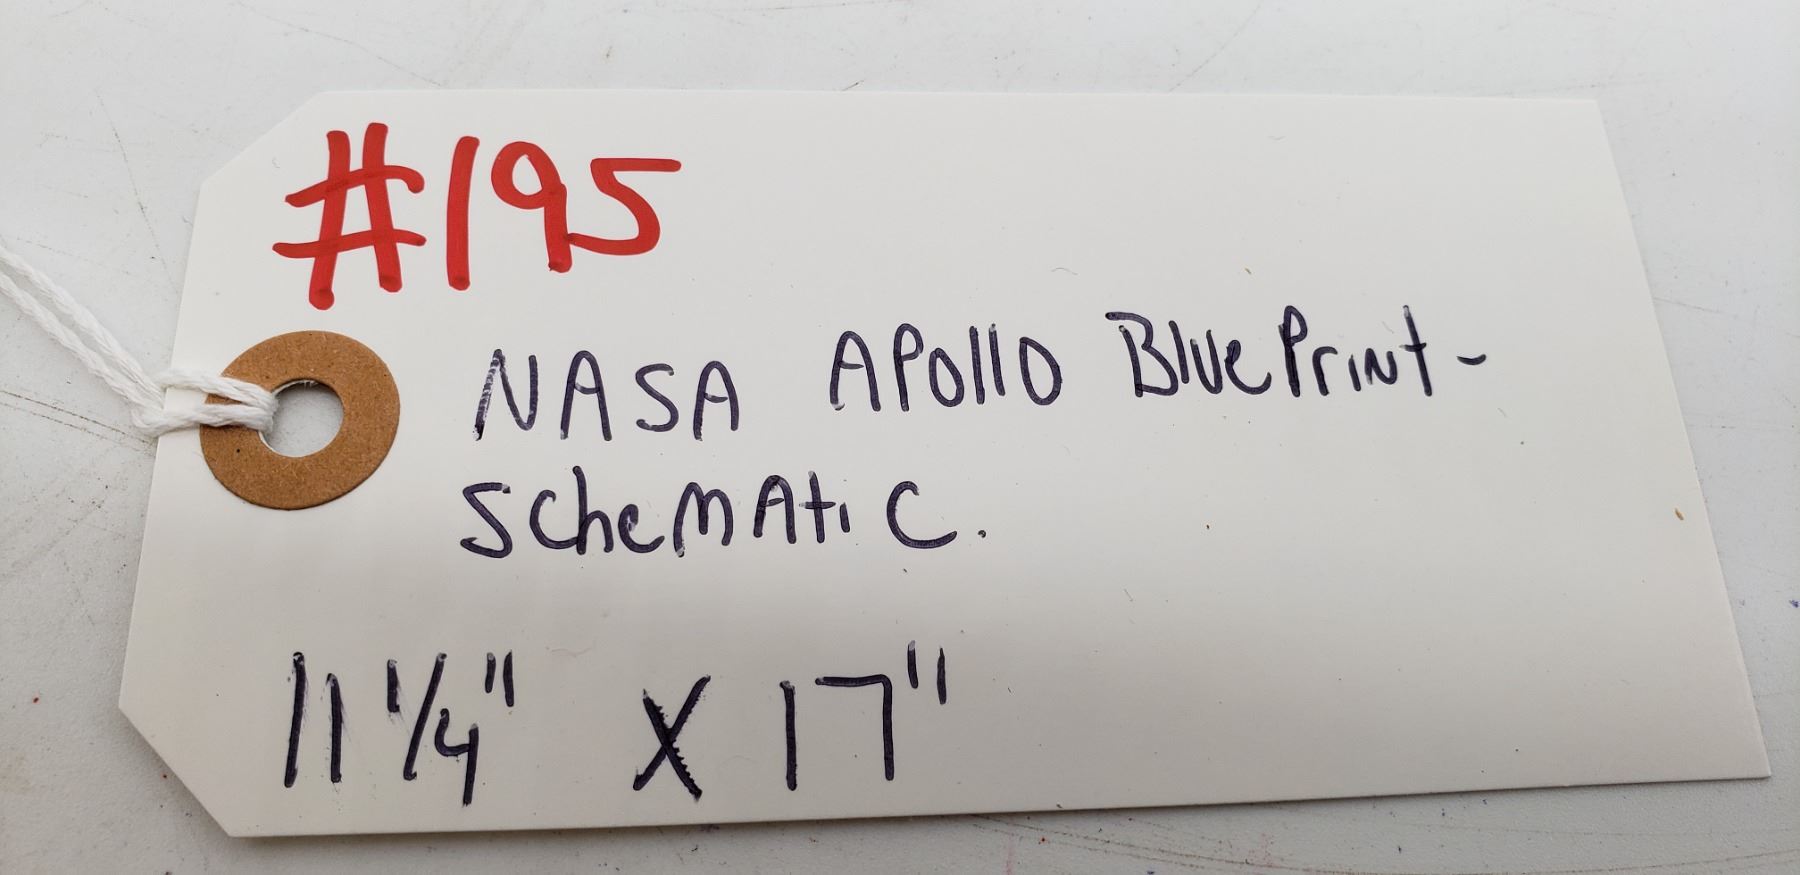 #195
NASA APollO BluePrint-
ScheMAtiC.
11 1/4" X 17"